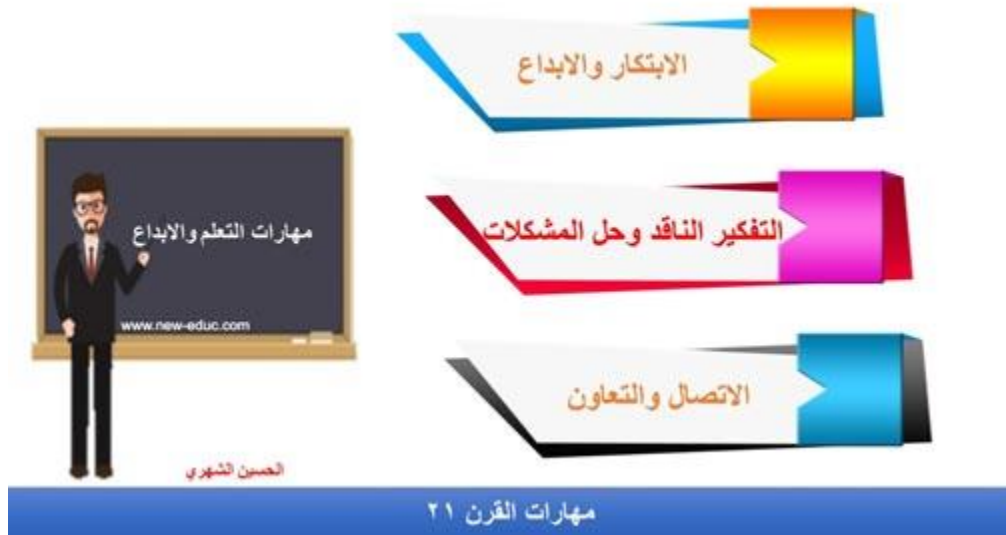 الابتكار والابداع
التفكير الناقد وحل المشكلات
الاتصال والتعاون
مهارات التعلم والابداع
www.new-educ.com
الحسين الشهري
مهارات القرن ٢١